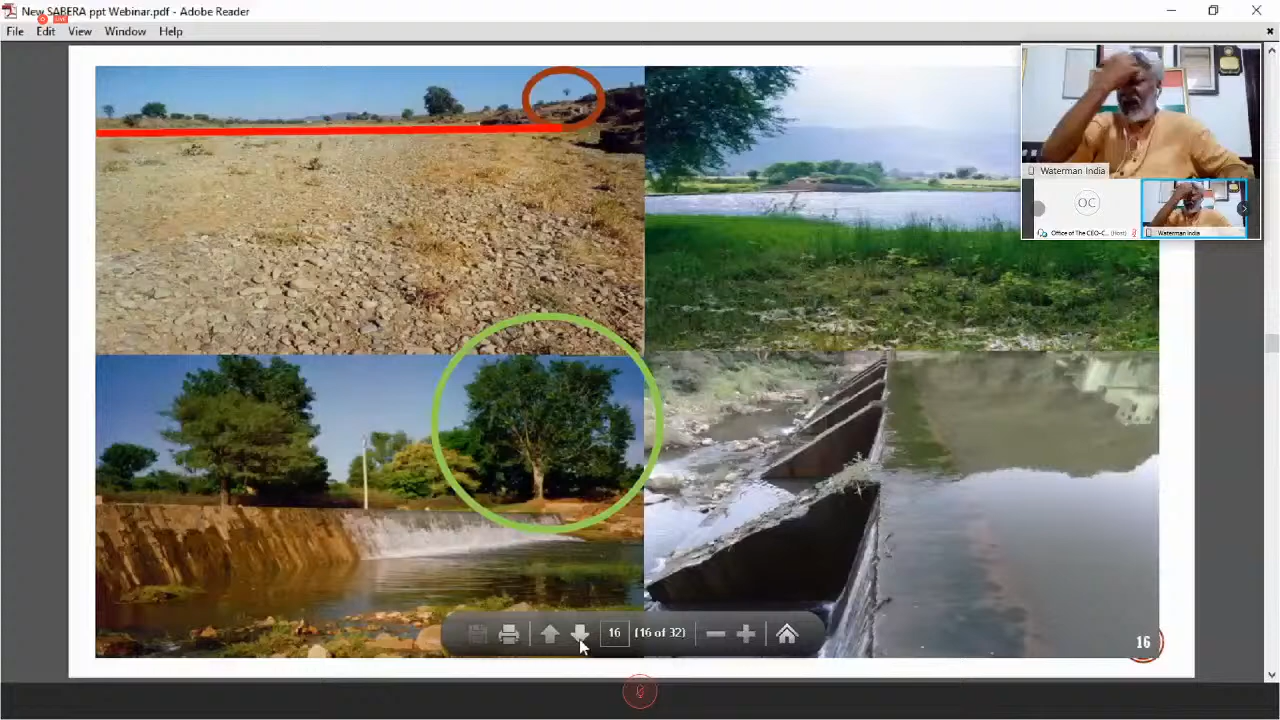 New SABERA ppt Webinar.pdf - Adobe Reader
LIVE
File Edit View Window Help
Waterman India
OC
Office of The CEO-C... (Host)
Waterman India
16 (16 of 32)
16